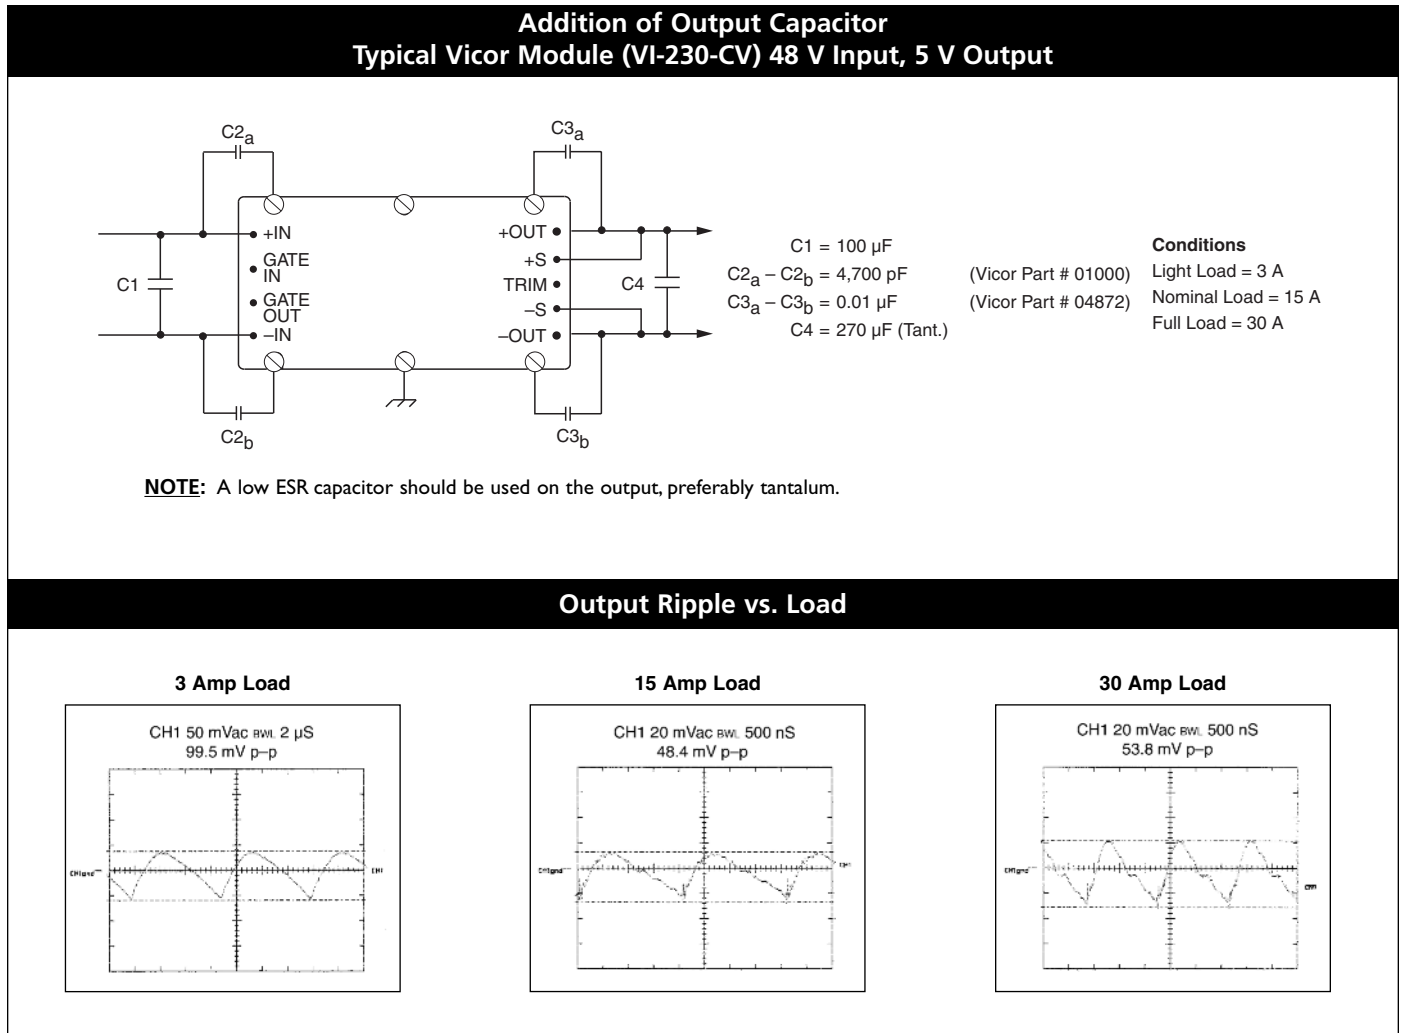 Addition of Output Capacitor
Typical Vicor Module (VI-230-CV) 48 V Input, 5 V Output
C2a
C3a
+IN
GATE
IN
GATE
OUT
–IN
C1
+OUT
+S
TRIM
–S
–OUT
C4
C2b
C3b
C1 = 100 µF
C2a – C2b = 4,700 pF (Vicor Part # 01000)
C3a – C3b = 0.01 µF (Vicor Part # 04872)
C4 = 270 µF (Tant.)
Conditions
Light Load = 3 A
Nominal Load = 15 A
Full Load = 30 A
NOTE: A low ESR capacitor should be used on the output, preferably tantalum.
Output Ripple vs. Load
3 Amp Load
CH1 50 mVac BWL 2 µS
99.5 mV p–p
CH1gnd
CH1
15 Amp Load
CH1 20 mVac BWL 500 nS
48.4 mV p–p
CH1gnd
CH1
30 Amp Load
CH1 20 mVac BWL 500 nS
53.8 mV p–p
CH1gnd